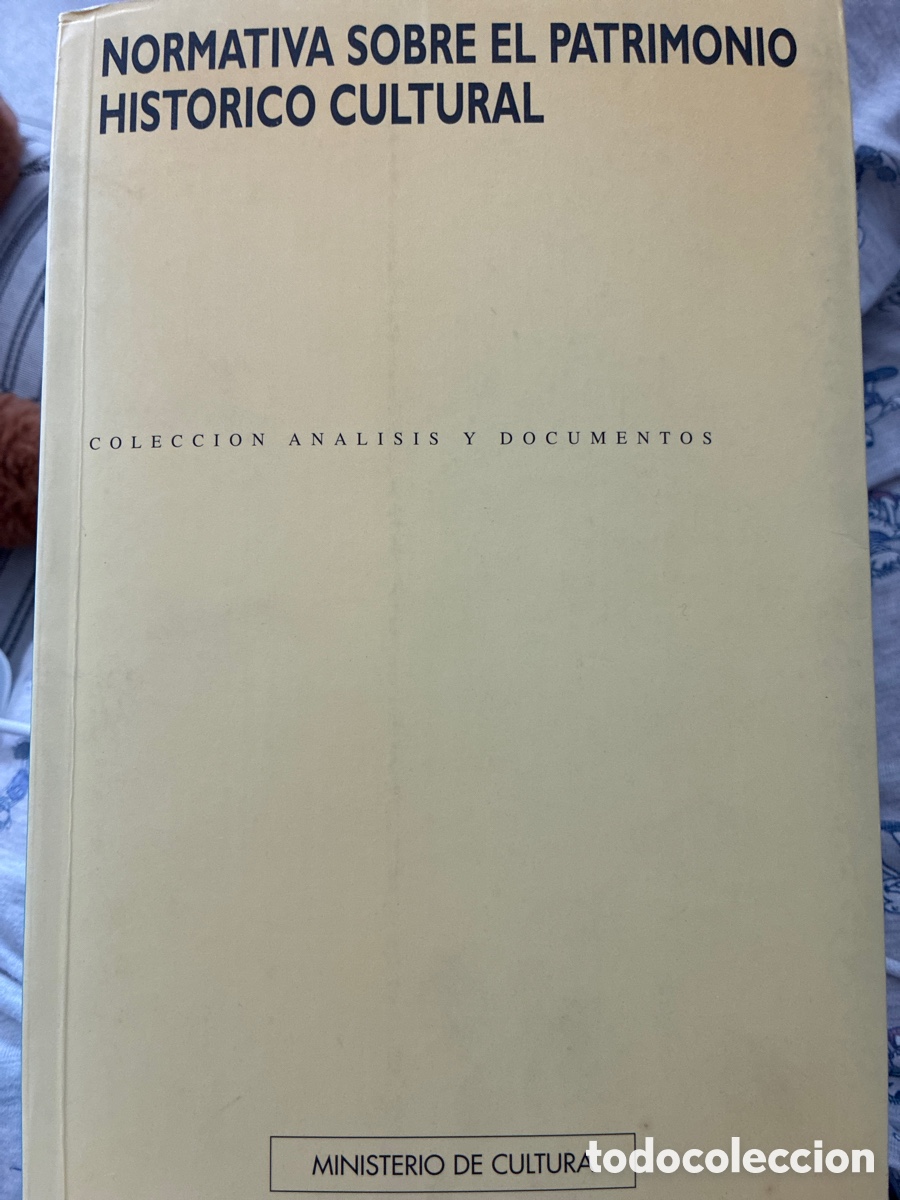 NORMATIVA SOBRE EL PATRIMONIO
HISTORICO CULTURAL
COLECCION ANALISIS Y DOCUMENTOS
MINISTERIO DE CULTURA
todocoleccion